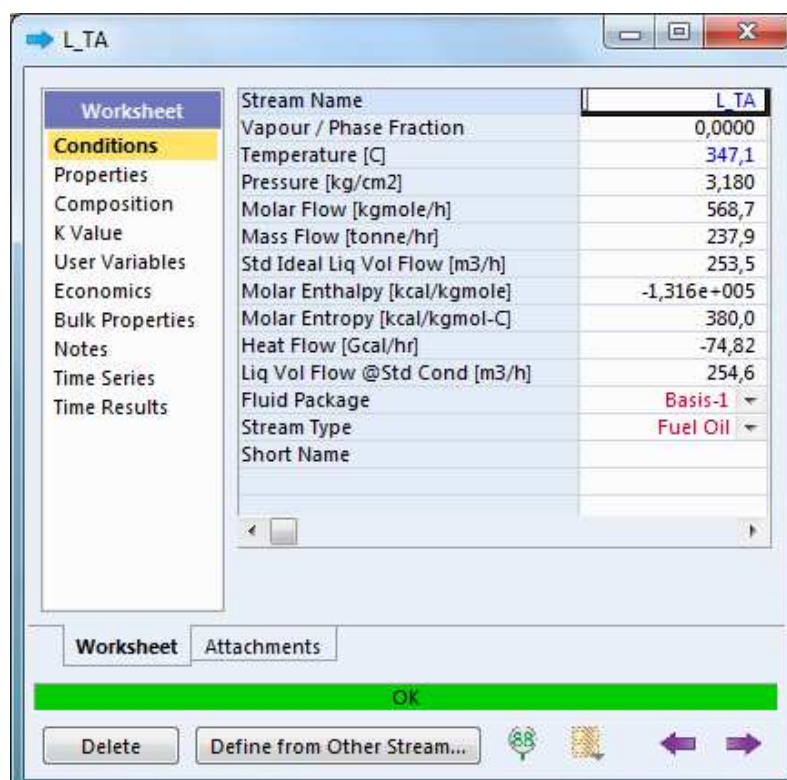 L_TA
Worksheet
Conditions
Properties
Composition
K Value
User Variables
Economics
Bulk Properties
Notes
Time Series
Time Results
Stream Name L_TA
Vapour / Phase Fraction 0,0000
Temperature [C] 347,1
Pressure [kg/cm2] 3,180
Molar Flow [kgmole/h] 568,7
Mass Flow [tonne/hr] 237,9
Std Ideal Liq Vol Flow [m3/h] 253,5
Molar Enthalpy [kcal/kgmole] -1,316e+005
Molar Entropy [kcal/kgmol-C] 380,0
Heat Flow [Gcal/hr] -74,82
Liq Vol Flow @Std Cond [m3/h] 254,6
Fluid Package Basis-1
Stream Type Fuel Oil
Short Name
Worksheet Attachments
OK
Delete Define from Other Stream... 88